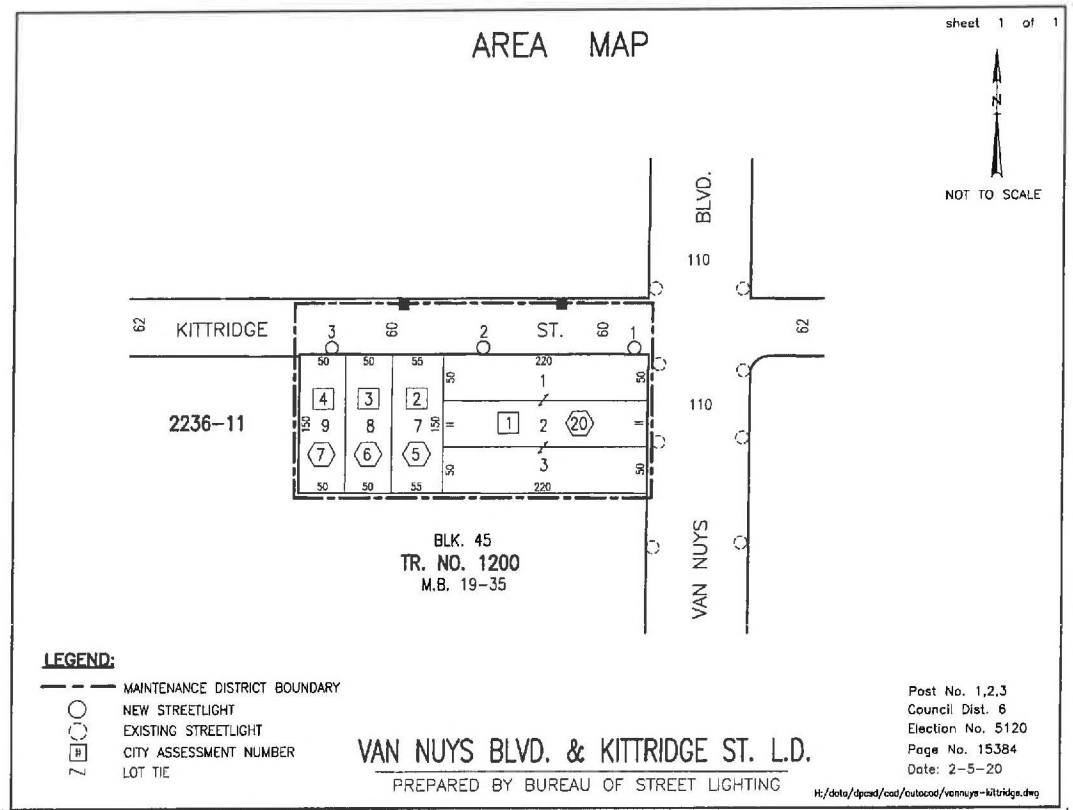 sheet 1 of 1
AREA MAP
N
NOT TO SCALE
BLVD.
110
62
KITTRIDGE
3
60
2
ST.
60
1
62
50
50
55
220
50
1
50
4
3
2
110
2236-11
150
9
8
7
150
=
1
2
20
=
7
6
5
50
3
50
50
50
55
220
BLK. 45
TR. NO. 1200
M.B. 19-35
VAN NUYS
LEGEND:
MAINTENANCE DISTRICT BOUNDARY
NEW STREETLIGHT
EXISTING STREETLIGHT
# CITY ASSESSMENT NUMBER
LOT TIE
VAN NUYS BLVD. & KITTRIDGE ST. L.D.
PREPARED BY BUREAU OF STREET LIGHTING
Post No. 1,2,3
Council Dist. 6
Election No. 5120
Page No. 15384
Date: 2-5-20
H:/data/dpcsd/cad/autocad/vannuys-kittridge.dwg